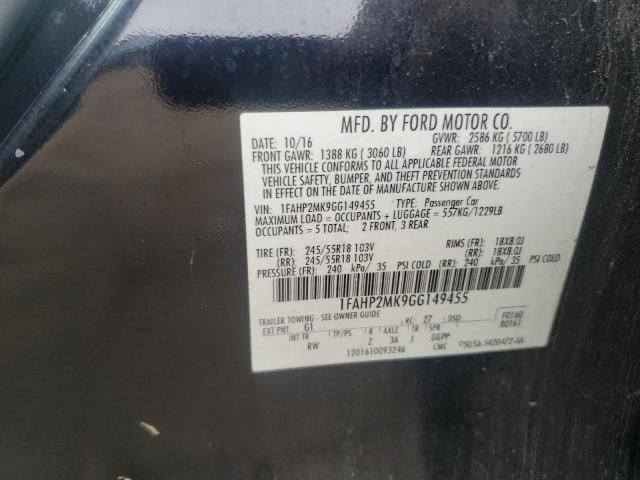 MFD. BY FORD MOTOR CO.
DATE: 10/16 GVWR: 2586 KG ( 5700 LB)
FRONT GAWR: 1388 KG ( 3060 LB) REAR GAWR: 1216 KG ( 2680 LB)
THIS VEHICLE CONFORMS TO ALL APPLICABLE FEDERAL MOTOR
VEHICLE SAFETY, BUMPER, AND THEFT PREVENTION STANDARDS
IN EFFECT ON THE DATE OF MANUFACTURE SHOWN ABOVE.
VIN: 1FAHP2MK9GG149455 TYPE: Passenger Car
MAXIMUM LOAD = OCCUPANTS + LUGGAGE = 557KG/1229LB
OCCUPANTS = 5 TOTAL; 2 FRONT, 3 REAR
TIRE (FR): 245/55R18 103V RIMS (FR): 18X8.0J
(RR): 245/55R18 103V (RR): 18X8.0J
PRESSURE (FR): 240 kPa/ 35 PSI COLD (RR): 240 kPa/ 35 PSI COLD
1FAHP2MK9GG149455
TRAILER TOWING - SEE OWNER GUIDE RC: 27 DSO: F0160
EXT PNT: G1 R0161
INT TR TP/PS R AXLE TR SPR
RW 2 3A J GGPP
1201610093246 CMC 5U5A-5420472-AA